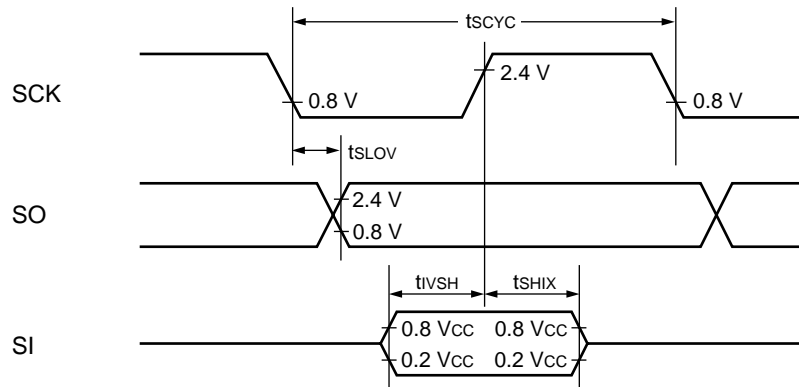 tSCYC
SCK
2.4 V
0.8 V
0.8 V
tSLOV
SO
2.4 V
0.8 V
tIVSH
tSHIX
SI
0.8 VCC
0.8 VCC
0.2 VCC
0.2 VCC